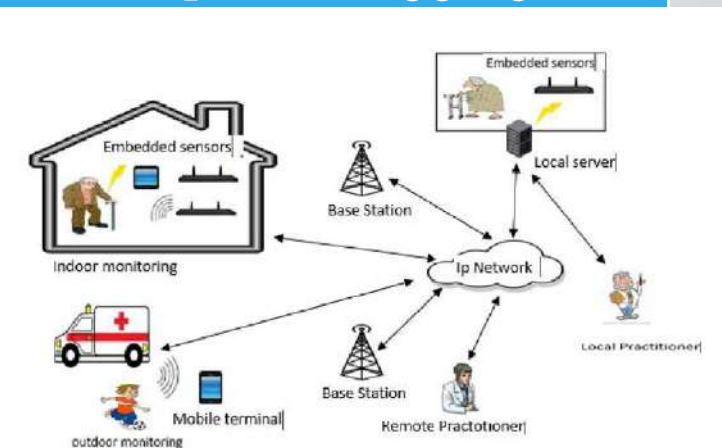 Embedded sensors
Embedded sensors
Local server
Base Station
Indoor monitoring
Ip Network
Local Practitioner
Base Station
Mobile terminal
Remote Practotioner
outdoor monitoring